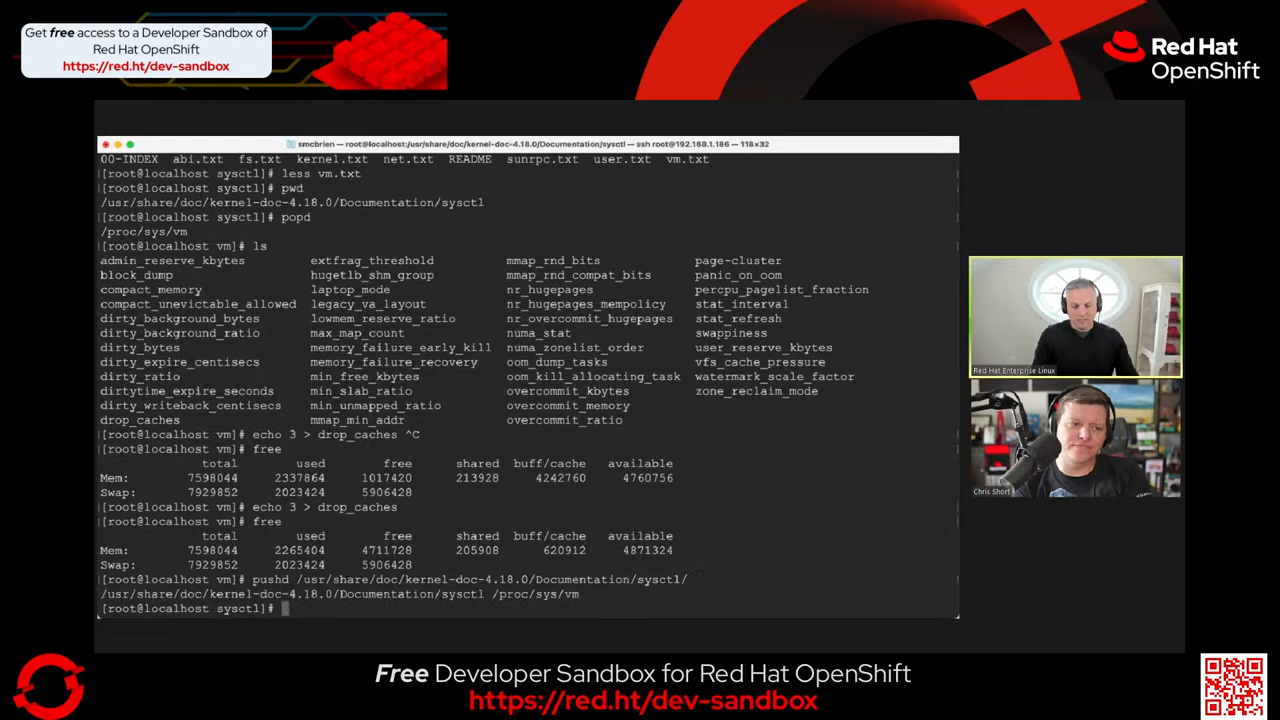 Get free access to a Developer Sandbox of
Red Hat OpenShift
https://red.ht/dev-sandbox
Red Hat
OpenShift
smcbrien — root@localhost:/usr/share/doc/kernel-doc-4.18.0/Documentation/sysctl — ssh root@192.168.1.186 — 118×32
00-INDEX abi.txt fs.txt kernel.txt net.txt README sunrpc.txt user.txt vm.txt
[root@localhost sysctl]# less vm.txt
[root@localhost sysctl]# pwd
/usr/share/doc/kernel-doc-4.18.0/Documentation/sysctl
[root@localhost sysctl]# popd
/proc/sys/vm
[root@localhost vm]# ls
admin_reserve_kbytes extfrag_threshold mmap_rnd_bits page-cluster
block_dump hugetlb_shm_group mmap_rnd_compat_bits panic_on_oom
compact_memory laptop_mode nr_hugepages percpu_pagelist_fraction
compact_unevictable_allowed legacy_va_layout nr_hugepages_mempolicy stat_interval
dirty_background_bytes lowmem_reserve_ratio nr_overcommit_hugepages stat_refresh
dirty_background_ratio max_map_count numa_stat swappiness
dirty_bytes memory_failure_early_kill numa_zonelist_order user_reserve_kbytes
dirty_expire_centisecs memory_failure_recovery oom_dump_tasks vfs_cache_pressure
dirty_ratio min_free_kbytes oom_kill_allocating_task watermark_scale_factor
dirtytime_expire_seconds min_slab_ratio overcommit_kbytes zone_reclaim_mode
dirty_writeback_centisecs min_unmapped_ratio overcommit_memory
drop_caches mmap_min_addr overcommit_ratio
[root@localhost vm]# echo 3 > drop_caches ^C
[root@localhost vm]# free
total used free shared buff/cache available
Mem: 7598044 2337864 1017420 213928 4242760 4760756
Swap: 7929852 2023424 5906428
[root@localhost vm]# echo 3 > drop_caches
[root@localhost vm]# free
total used free shared buff/cache available
Mem: 7598044 2265404 4711728 205908 620912 4871324
Swap: 7929852 2023424 5906428
[root@localhost vm]# pushd /usr/share/doc/kernel-doc-4.18.0/Documentation/sysctl/
/usr/share/doc/kernel-doc-4.18.0/Documentation/sysctl /proc/sys/vm
[root@localhost sysctl]#
Red Hat Enterprise Linux
Chris Short
Free Developer Sandbox for Red Hat OpenShift
https://red.ht/dev-sandbox